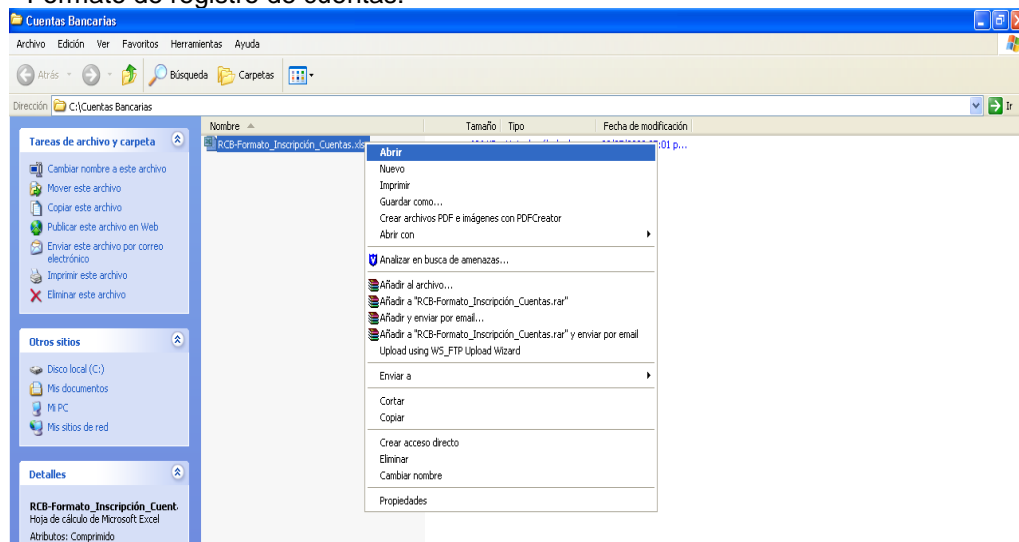 Formato de registro de cuentas.
Cuentas Bancarias
Archivo Edición Ver Favoritos Herramientas Ayuda
Atrás Búsqueda Carpetas
Dirección C:\Cuentas Bancarias Ir
Nombre Tamaño Tipo Fecha de modificación
RCB-Formato_Inscripción_Cuentas.xls :01 p...
Tareas de archivo y carpeta
Cambiar nombre a este archivo
Mover este archivo
Copiar este archivo
Publicar este archivo en Web
Enviar este archivo por correo
electrónico
Imprimir este archivo
Eliminar este archivo
Otros sitios
Disco local (C:)
Mis documentos
Mi PC
Mis sitios de red
Detalles
RCB-Formato_Inscripción_Cuent
Hoja de cálculo de Microsoft Excel
Atributos: Comprimido
Abrir
Nuevo
Imprimir
Guardar como...
Crear archivos PDF e imágenes con PDFCreator
Abrir con
Analizar en busca de amenazas...
Añadir al archivo...
Añadir a "RCB-Formato_Inscripción_Cuentas.rar"
Añadir y enviar por email...
Añadir a "RCB-Formato_Inscripción_Cuentas.rar" y enviar por email
Upload using WS_FTP Upload Wizard
Enviar a
Cortar
Copiar
Crear acceso directo
Eliminar
Cambiar nombre
Propiedades